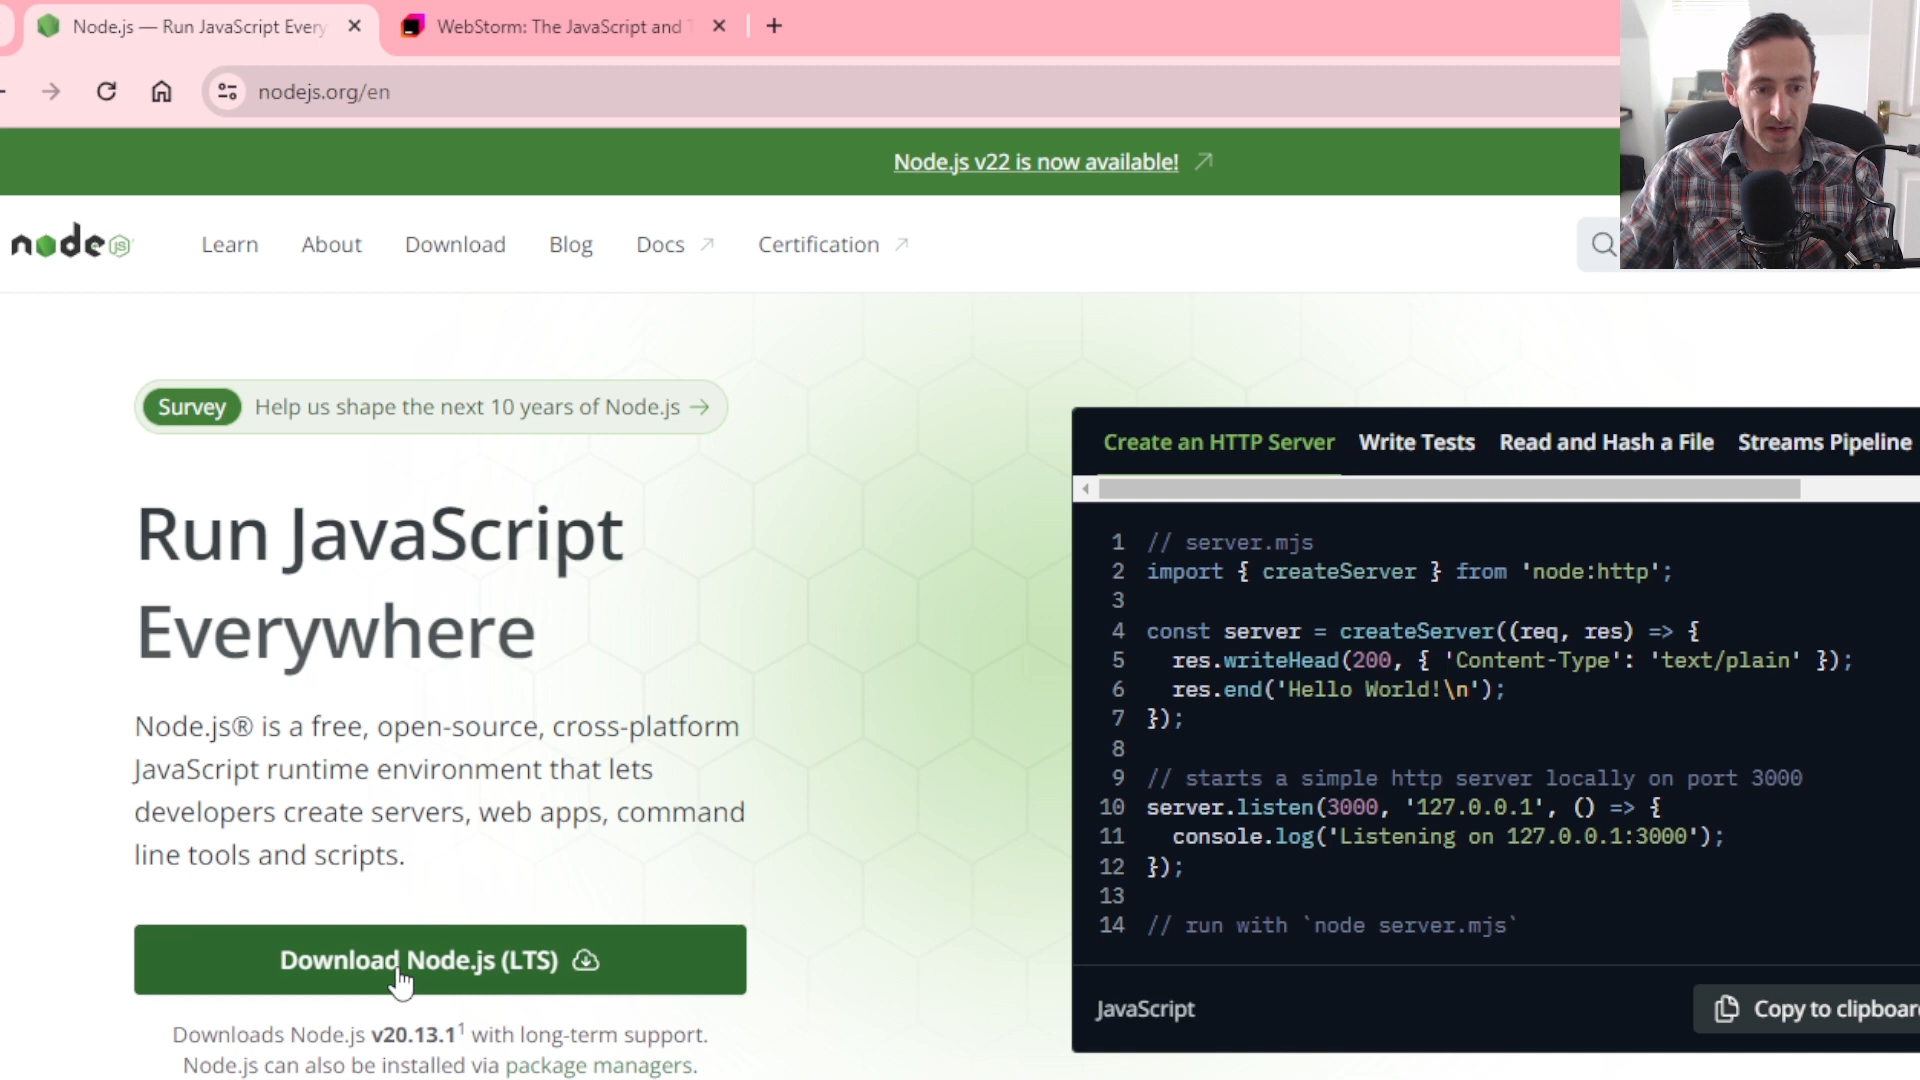 Node.js — Run JavaScript Every
WebStorm: The JavaScript and T
nodejs.org/en
Node.js v22 is now available!
node JS
Learn
About
Download
Blog
Docs
Certification
Survey Help us shape the next 10 years of Node.js
Run JavaScript
Everywhere
Node.js® is a free, open-source, cross-platform
JavaScript runtime environment that lets
developers create servers, web apps, command
line tools and scripts.
Download Node.js (LTS)
Downloads Node.js v20.13.1¹ with long-term support.
Node.js can also be installed via package managers.
Create an HTTP Server
Write Tests
Read and Hash a File
Streams Pipeline
1 // server.mjs
2 import { createServer } from 'node:http';
3
4 const server = createServer((req, res) => {
5 res.writeHead(200, { 'Content-Type': 'text/plain' });
6 res.end('Hello World!\n');
7 });
8
9 // starts a simple http server locally on port 3000
10 server.listen(3000, '127.0.0.1', () => {
11 console.log('Listening on 127.0.0.1:3000');
12 });
13
14 // run with `node server.mjs`
JavaScript
Copy to clipboar